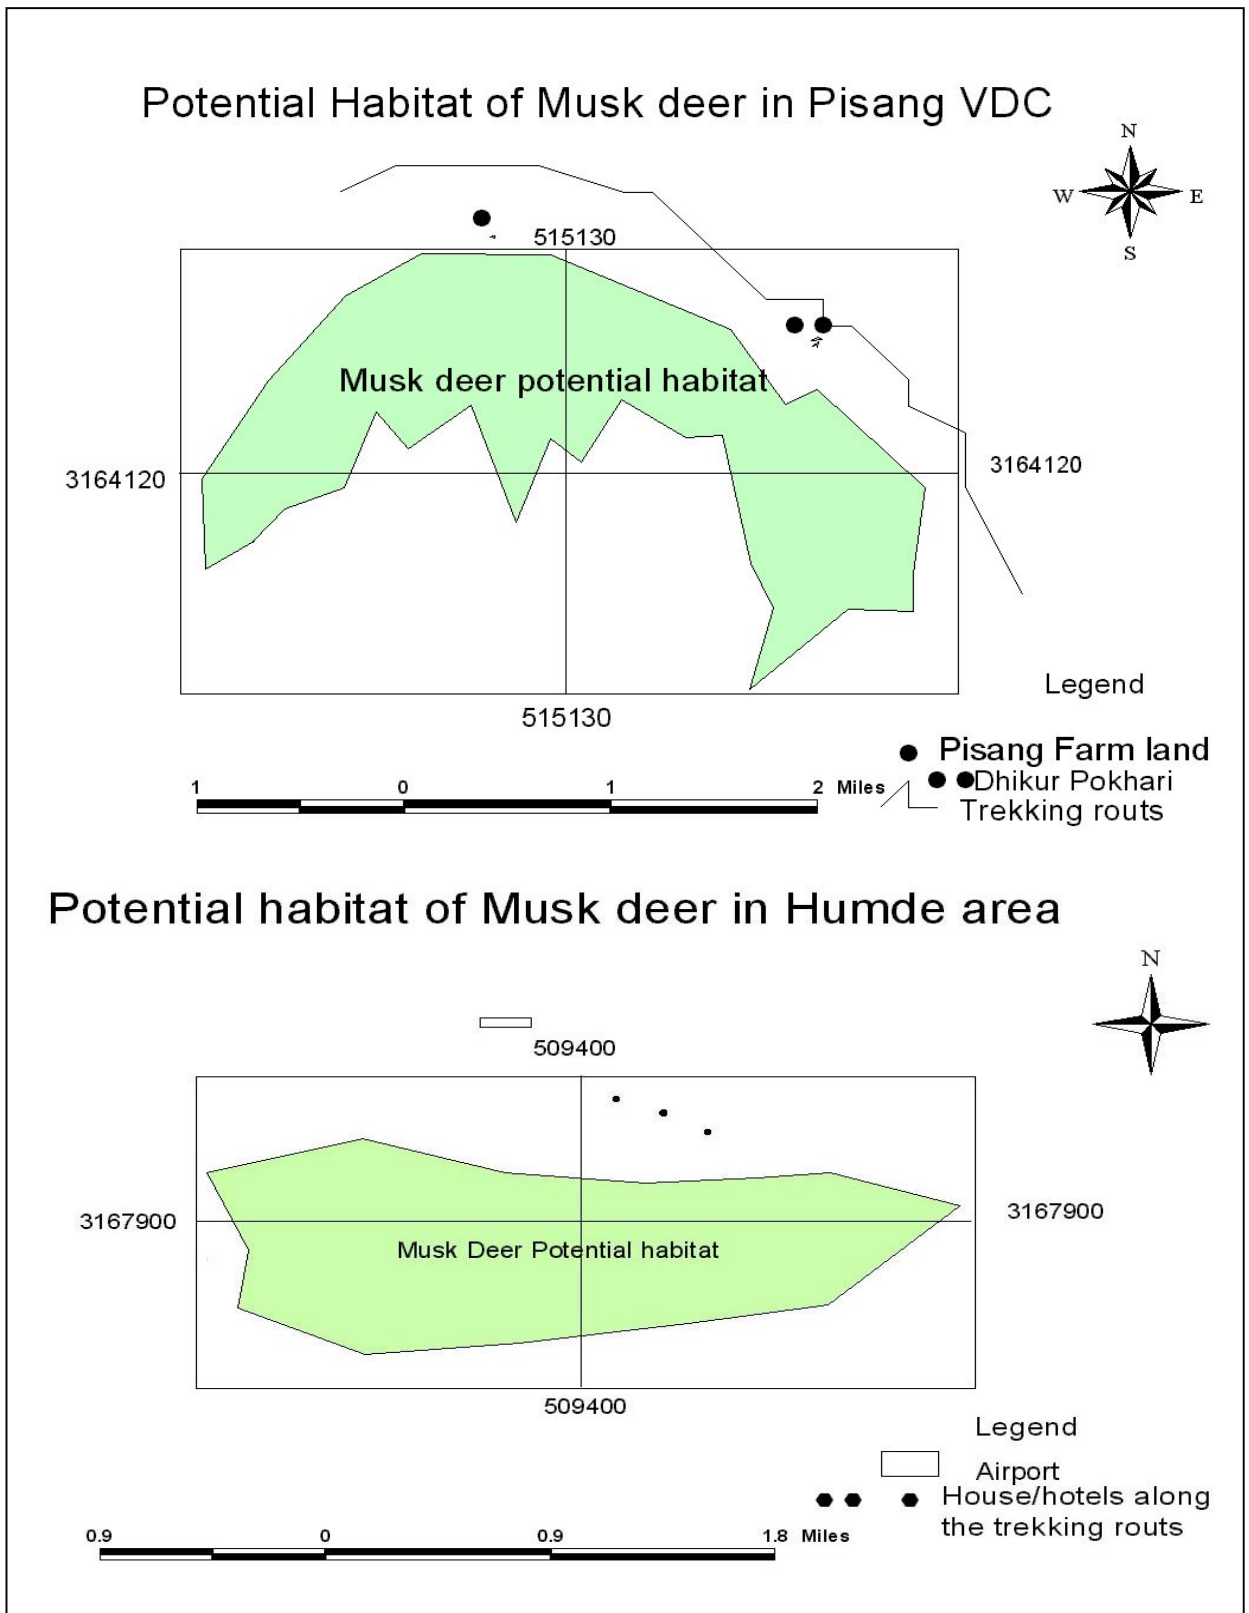 Potential Habitat of Musk deer in Pisang VDC
N
W E
S
515130
Musk deer potential habitat
3164120 3164120
515130
Legend
Pisang Farm land
Dhikur Pokhari
Trekking routs
1 0 1 2 Miles
Potential habitat of Musk deer in Humde area
N
509400
3167900 3167900
Musk Deer Potential habitat
509400
Legend
Airport
House/hotels along
the trekking routs
0.9 0 0.9 1.8 Miles